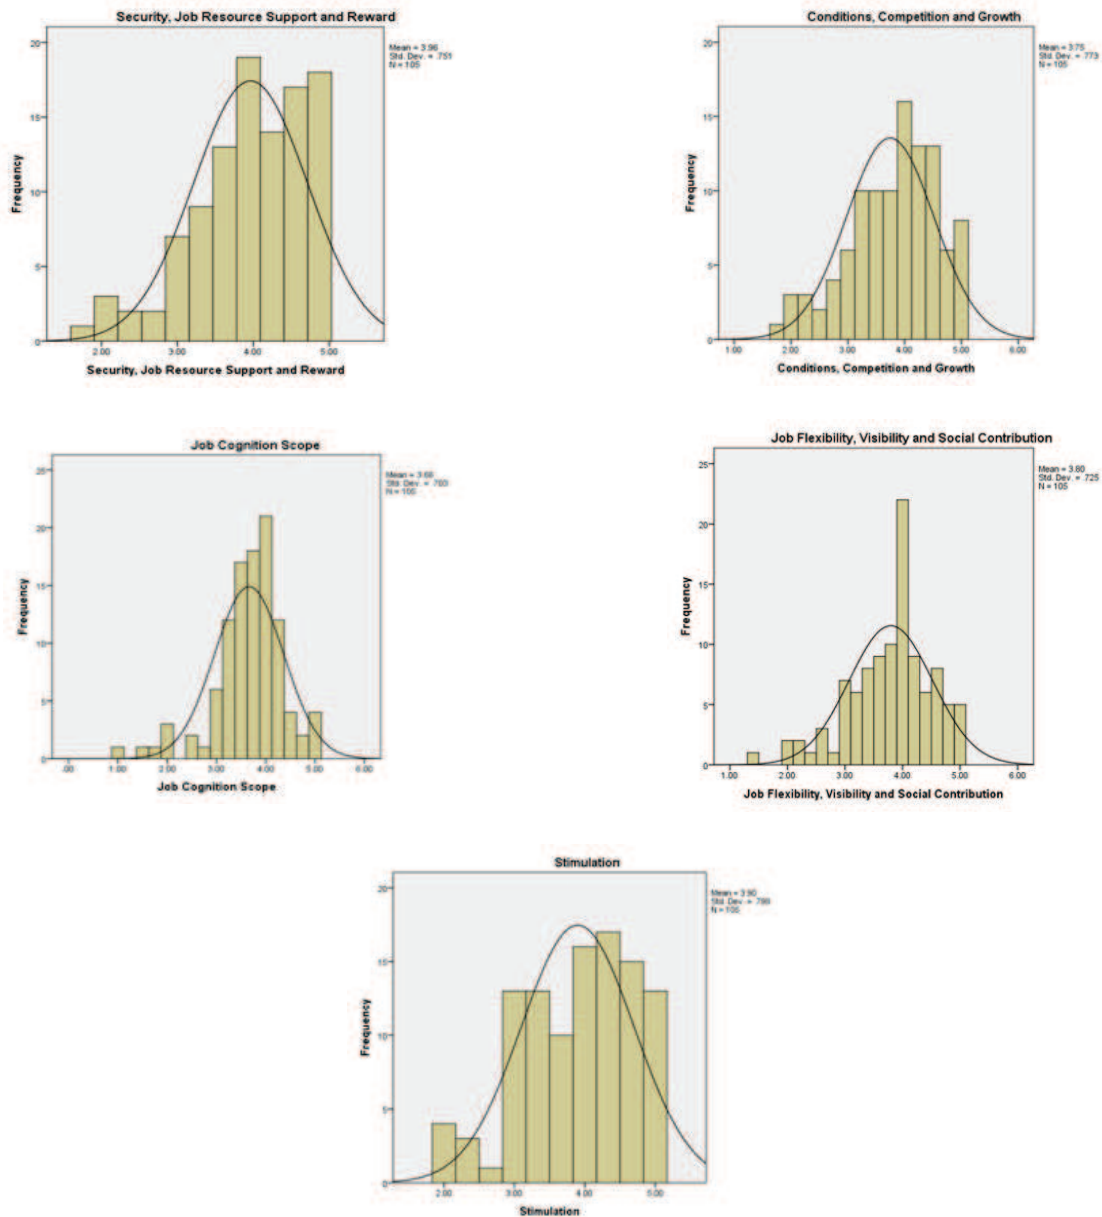 Security, Job Resource Support and Reward
Mean = 3.96
Std. Dev. = .751
N = 105
Frequency
20
15
10
5
0
2.00 3.00 4.00 5.00
Security, Job Resource Support and Reward
Conditions, Competition and Growth
Mean = 3.75
Std. Dev. = .773
N = 105
Frequency
20
15
10
5
0
1.00 2.00 3.00 4.00 5.00 6.00
Conditions, Competition and Growth
Job Cognition Scope
Mean =
Std. Dev. =
N = 105
Frequency
25
20
15
10
5
0
.00 1.00 2.00 3.00 4.00 5.00 6.00
Job Cognition Scope
Job Flexibility, Visibility and Social Contribution
Mean = 3.80
Std. Dev. = .725
N = 105
Frequency
25
20
15
10
5
0
1.00 2.00 3.00 4.00 5.00 6.00
Job Flexibility, Visibility and Social Contribution
Stimulation
Mean = 3.90
Std. Dev. =
N = 105
Frequency
20
15
10
5
0
2.00 3.00 4.00 5.00
Stimulation